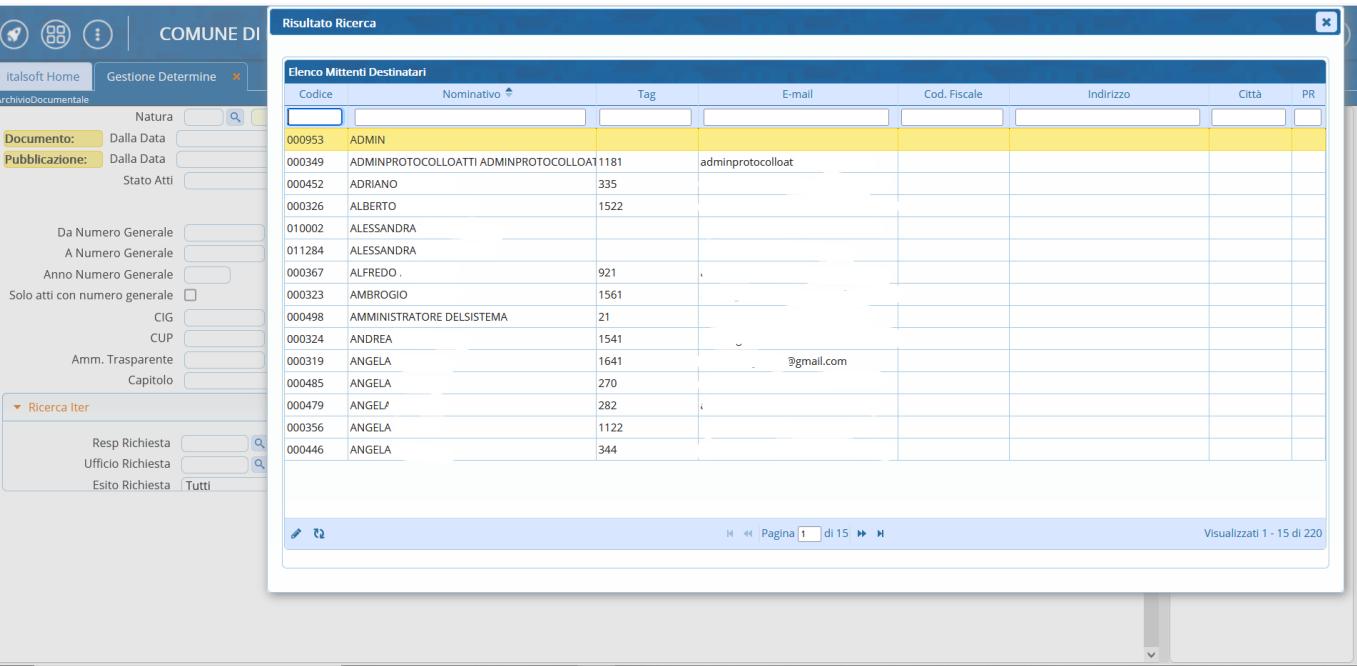 COMUNE DI
Risultato Ricerca
italsoft Home
Gestione Determine
rchivioDocumentale
Natura
Documento: Dalla Data
Pubblicazione: Dalla Data
Stato Atti
Da Numero Generale
A Numero Generale
Anno Numero Generale
Solo atti con numero generale
CIG
CUP
Amm. Trasparente
Capitolo
Ricerca Iter
Resp Richiesta
Ufficio Richiesta
Esito Richiesta Tutti
Elenco Mittenti Destinatari
Codice Nominativo Tag E-mail Cod. Fiscale Indirizzo Città PR
000953 ADMIN
000349 ADMINPROTOCOLLOATTI ADMINPROTOCOLLOAT 1181 adminprotocolloat
000452 ADRIANO 335
000326 ALBERTO 1522
010002 ALESSANDRA
011284 ALESSANDRA
000367 ALFREDO 921
000323 AMBROGIO 1561
000498 AMMINISTRATORE DELSISTEMA 21
000324 ANDREA 1541
000319 ANGELA 1641 @gmail.com
000485 ANGELA 270
000479 ANGELA 282
000356 ANGELA 1122
000446 ANGELA 344
Pagina 1 di 15
Visualizzati 1 - 15 di 220